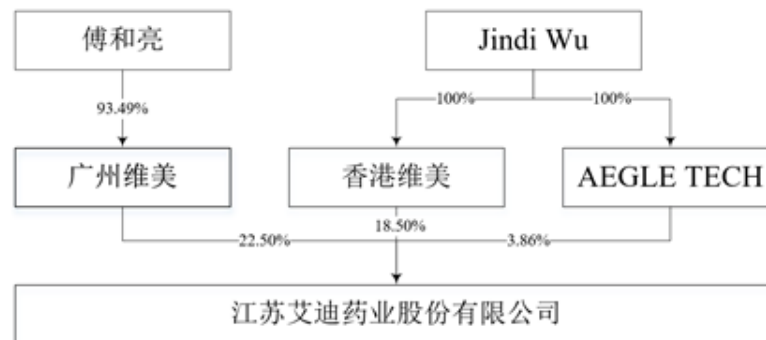 傅和亮
Jindi Wu
93.49%
100%
100%
广州维美
香港维美
AEGLE TECH
22.50%
18.50%
3.86%
江苏艾迪药业股份有限公司